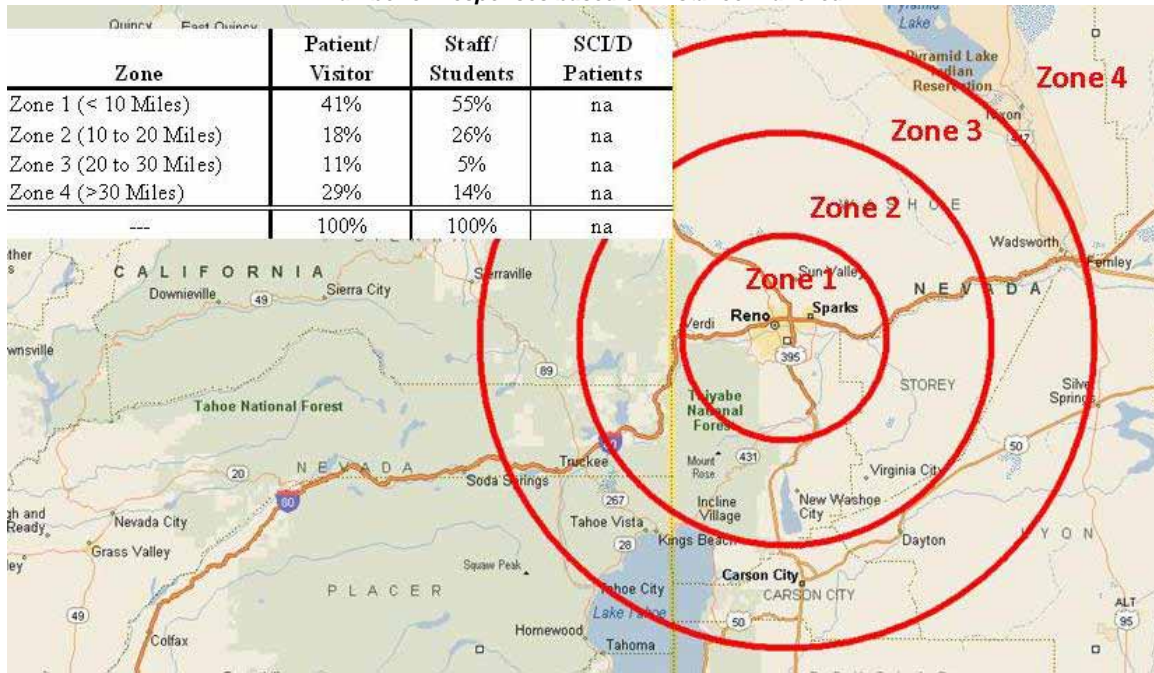 Quincy East Quincy
Patient/ Staff/ SCI/D
Zone Visitor Students Patients
Zone 1 (< 10 Miles) 41% 55% na
Zone 2 (10 to 20 Miles) 18% 26% na
Zone 3 (20 to 30 Miles) 11% 5% na
Zone 4 (>30 Miles) 29% 14% na
--- 100% 100% na
Lake
Pyramid Lake
Indian
Reservation
Zone 4
Nixon
447
Zone 3
Zone 2
Wadsworth
Fernley
CALIFORNIA
Sierraville
Downieville
49
Sierra City
Zone 1
Sun Valley
NEVADA
Reno
Sparks
Verdi
395
89
STOREY
Silver
Springs
Tahoe National Forest
National
Forest
20
NEVADA
Truckee
Soda Springs
80
Mount
Rose
431
50
Virginia City
267
Incline
Village
New Washoe
City
Nevada City
Tahoe Vista
Kings Beach
28
Dayton
LYON
Grass Valley
Squaw Peak
PLACER
Tahoe City
Carson City
CARSON CITY
Lake Tahoe
50
ALT
95
49
Colfax
Homewood
Tahoma